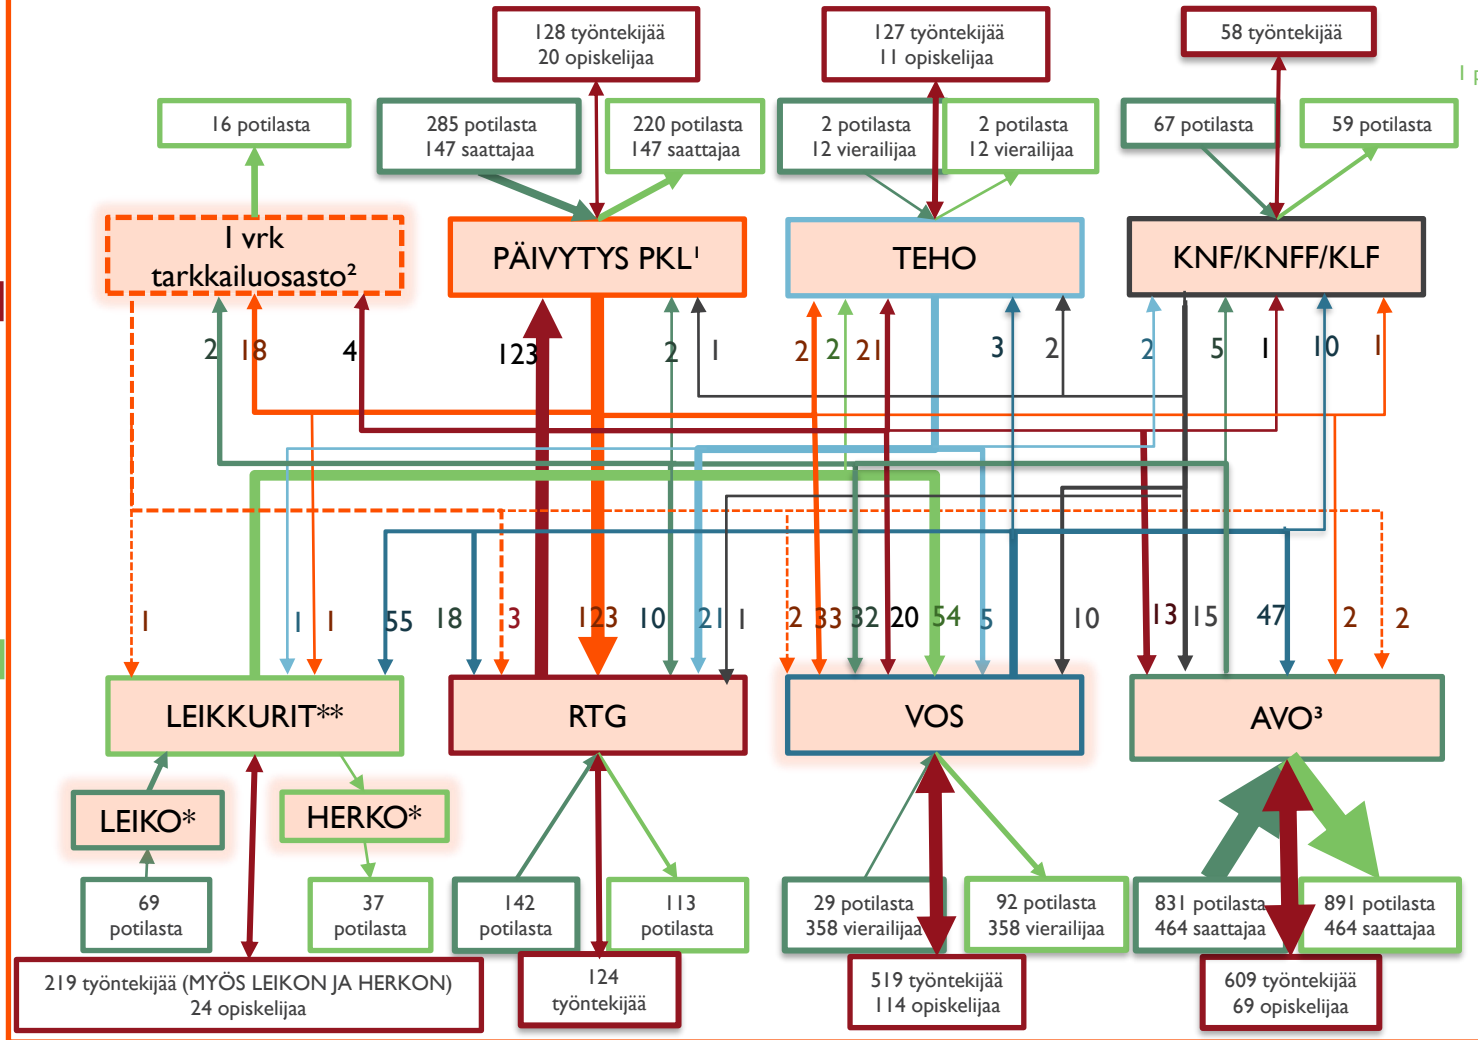 128 työntekijää
20 opiskelijaa
127 työntekijää
11 opiskelijaa
58 työntekijää
1 p
16 potilasta
285 potilasta
147 saattajaa
220 potilasta
147 saattajaa
2 potilasta
12 vierailijaa
2 potilasta
12 vierailijaa
67 potilasta
59 potilasta
1 vrk
tarkkailuosasto²
PÄIVYTYS PKL¹
TEHO
KNF/KNFF/KLF
2 18 4 123 2 1 2 2 21 3 2 2 5 1 10 1
1 1 1 55 18 3 123 10 21 1 2 33 32 20 54 5 10 13 15 47 2 2
LEIKKURIT**
RTG
VOS
AVO³
LEIKO*
HERKO*
69
potilasta
37
potilasta
142
potilasta
113
potilasta
29 potilasta
358 vierailijaa
92 potilasta
358 vierailijaa
831 potilasta
464 saattajaa
891 potilasta
464 saattajaa
219 työntekijää (MYÖS LEIKON JA HERKON)
24 opiskelijaa
124
työntekijää
519 työntekijää
114 opiskelijaa
609 työntekijää
69 opiskelijaa